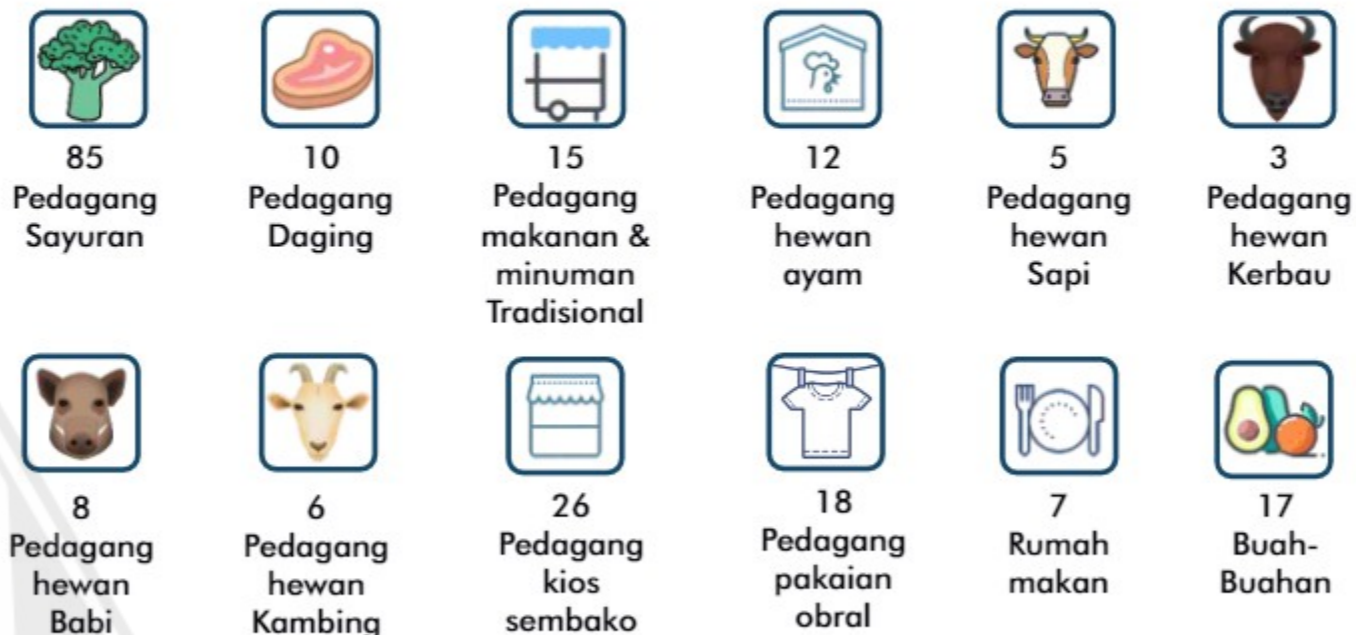 85
Pedagang
Sayuran
10
Pedagang
Daging
15
Pedagang
makanan &
minuman
Tradisional
12
Pedagang
hewan
ayam
5
Pedagang
hewan
Sapi
3
Pedagang
hewan
Kerbau
8
Pedagang
hewan
Babi
6
Pedagang
hewan
Kambing
26
Pedagang
kios
sembako
18
Pedagang
pakaian
obral
7
Rumah
makan
17
Buah-
Buahan